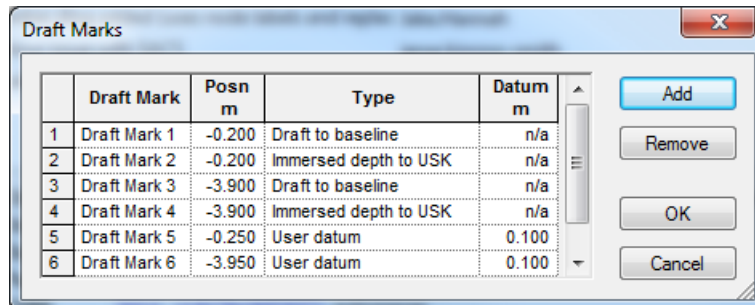 Draft Marks
Draft Mark Posn m Type Datum m
1 Draft Mark 1 -0.200 Draft to baseline n/a
2 Draft Mark 2 -0.200 Immersed depth to USK n/a
3 Draft Mark 3 -3.900 Draft to baseline n/a
4 Draft Mark 4 -3.900 Immersed depth to USK n/a
5 Draft Mark 5 -0.250 User datum 0.100
6 Draft Mark 6 -3.950 User datum 0.100
Add
Remove
OK
Cancel